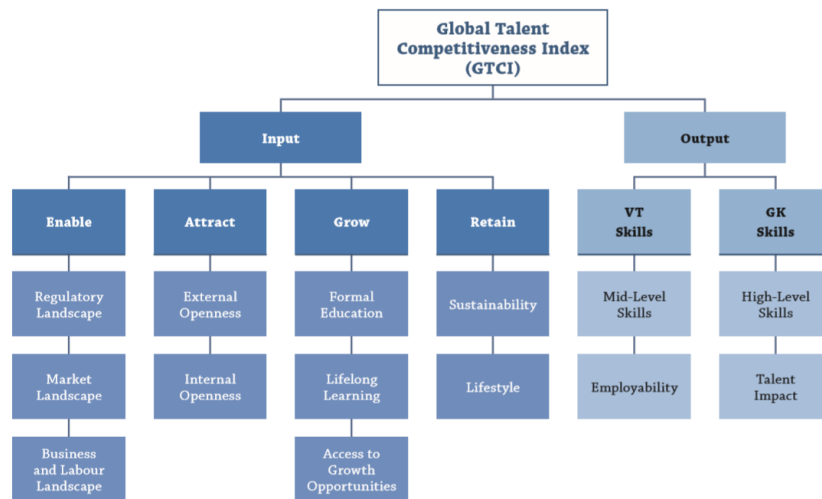 Global Talent
Competitiveness Index
(GTCI)
Input
Output
Enable
Attract
Grow
Retain
VT
Skills
GK
Skills
Regulatory
Landscape
External
Openness
Formal
Education
Sustainability
Mid-Level
Skills
High-Level
Skills
Market
Landscape
Internal
Openness
Lifelong
Learning
Lifestyle
Employability
Talent
Impact
Business
and Labour
Landscape
Access to
Growth
Opportunities